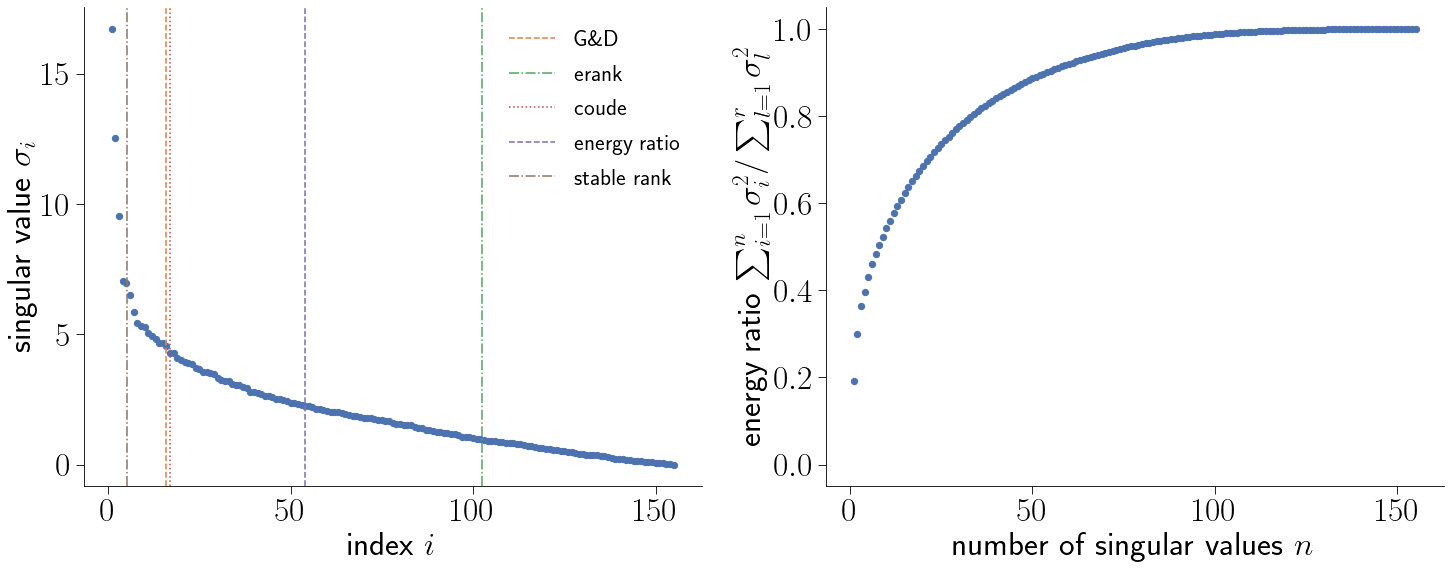 15
10
5
0
singular value σ_i
0 50 100 150
index i
G&D
erank
coude
energy ratio
stable rank
1.0
0.8
0.6
0.4
0.2
0.0
energy ratio ∑_{i=1}^{n} σ_i^2 / ∑_{l=1}^{r} σ_l^2
0 50 100 150
number of singular values n